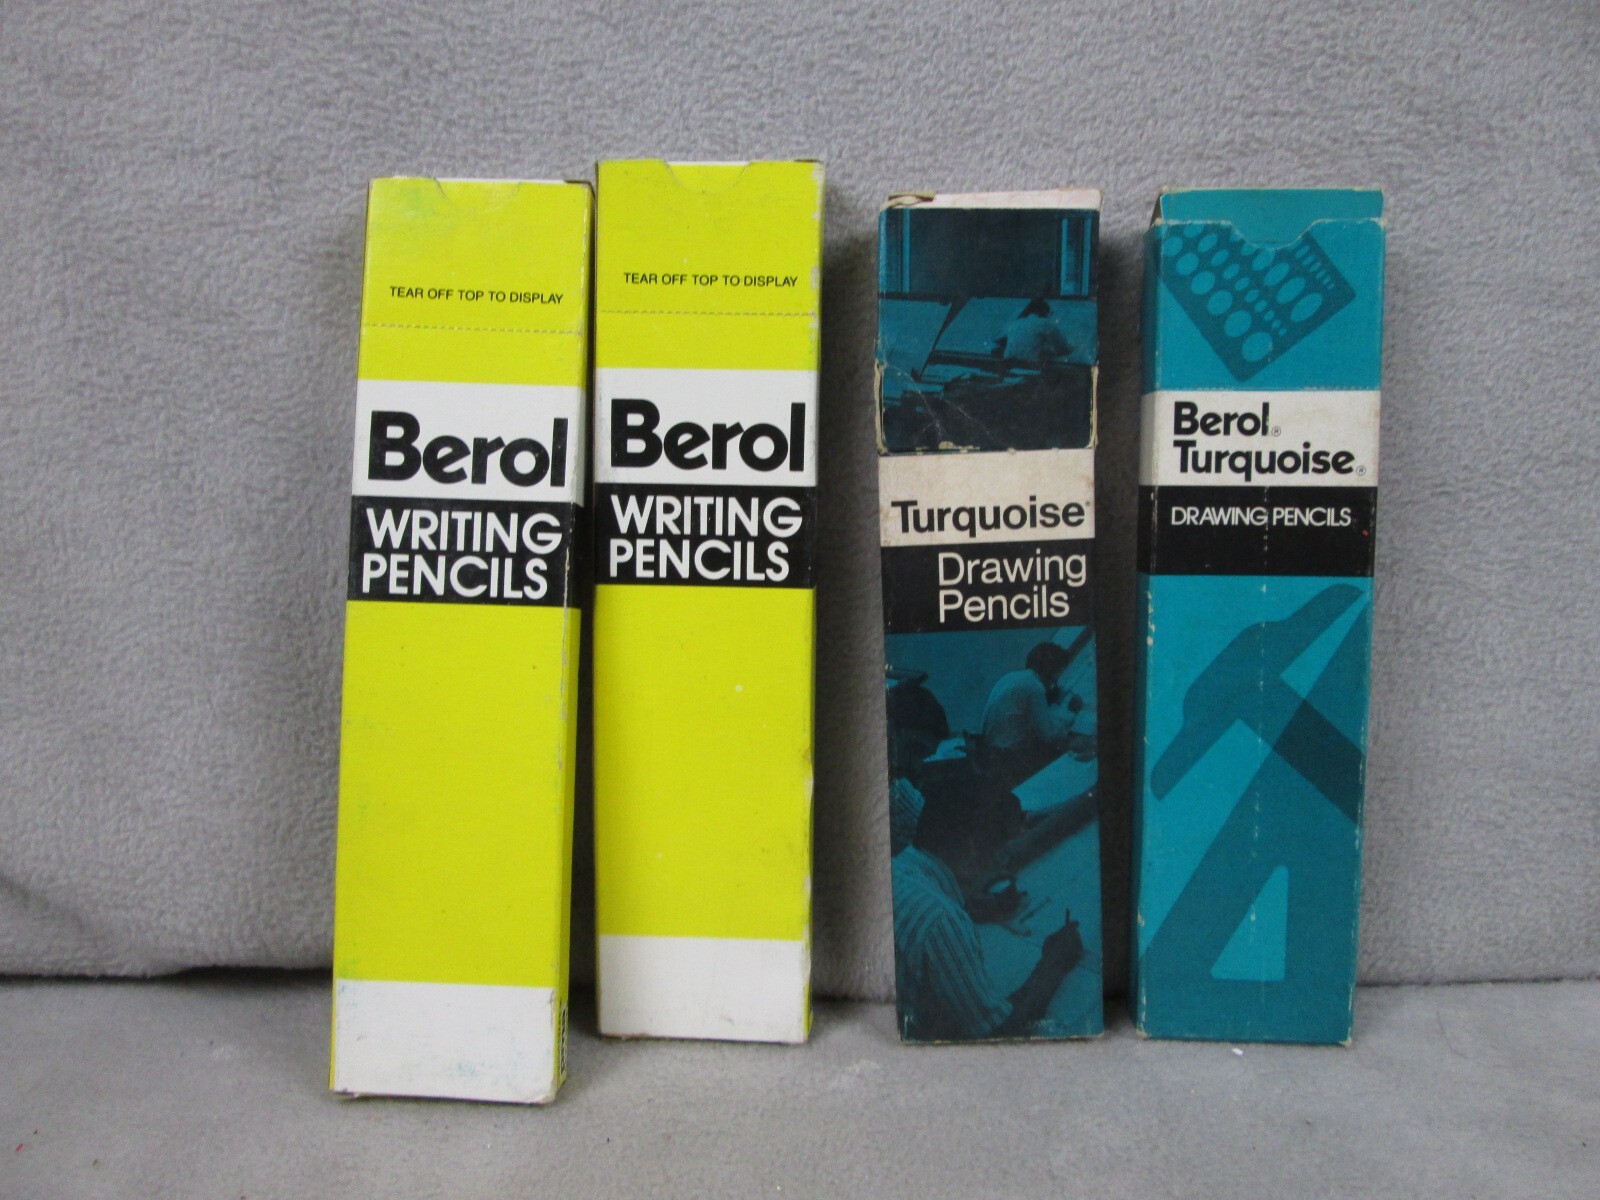 TEAR OFF TOP TO DISPLAY
Berol
WRITING
PENCILS
TEAR OFF TOP TO DISPLAY
Berol
WRITING
PENCILS
Turquoise®
Drawing
Pencils
Berol®
Turquoise®
DRAWING PENCILS